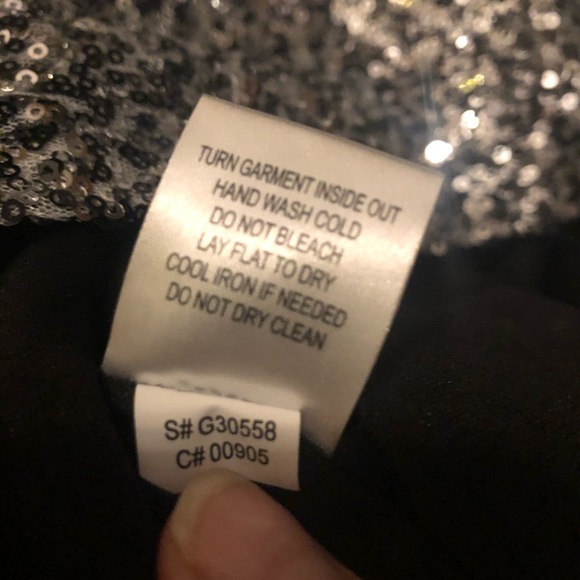 TURN GARMENT INSIDE OUT
HAND WASH COLD
DO NOT BLEACH
LAY FLAT TO DRY
COOL IRON IF NEEDED
DO NOT DRY CLEAN
S# G30558
C# 00905